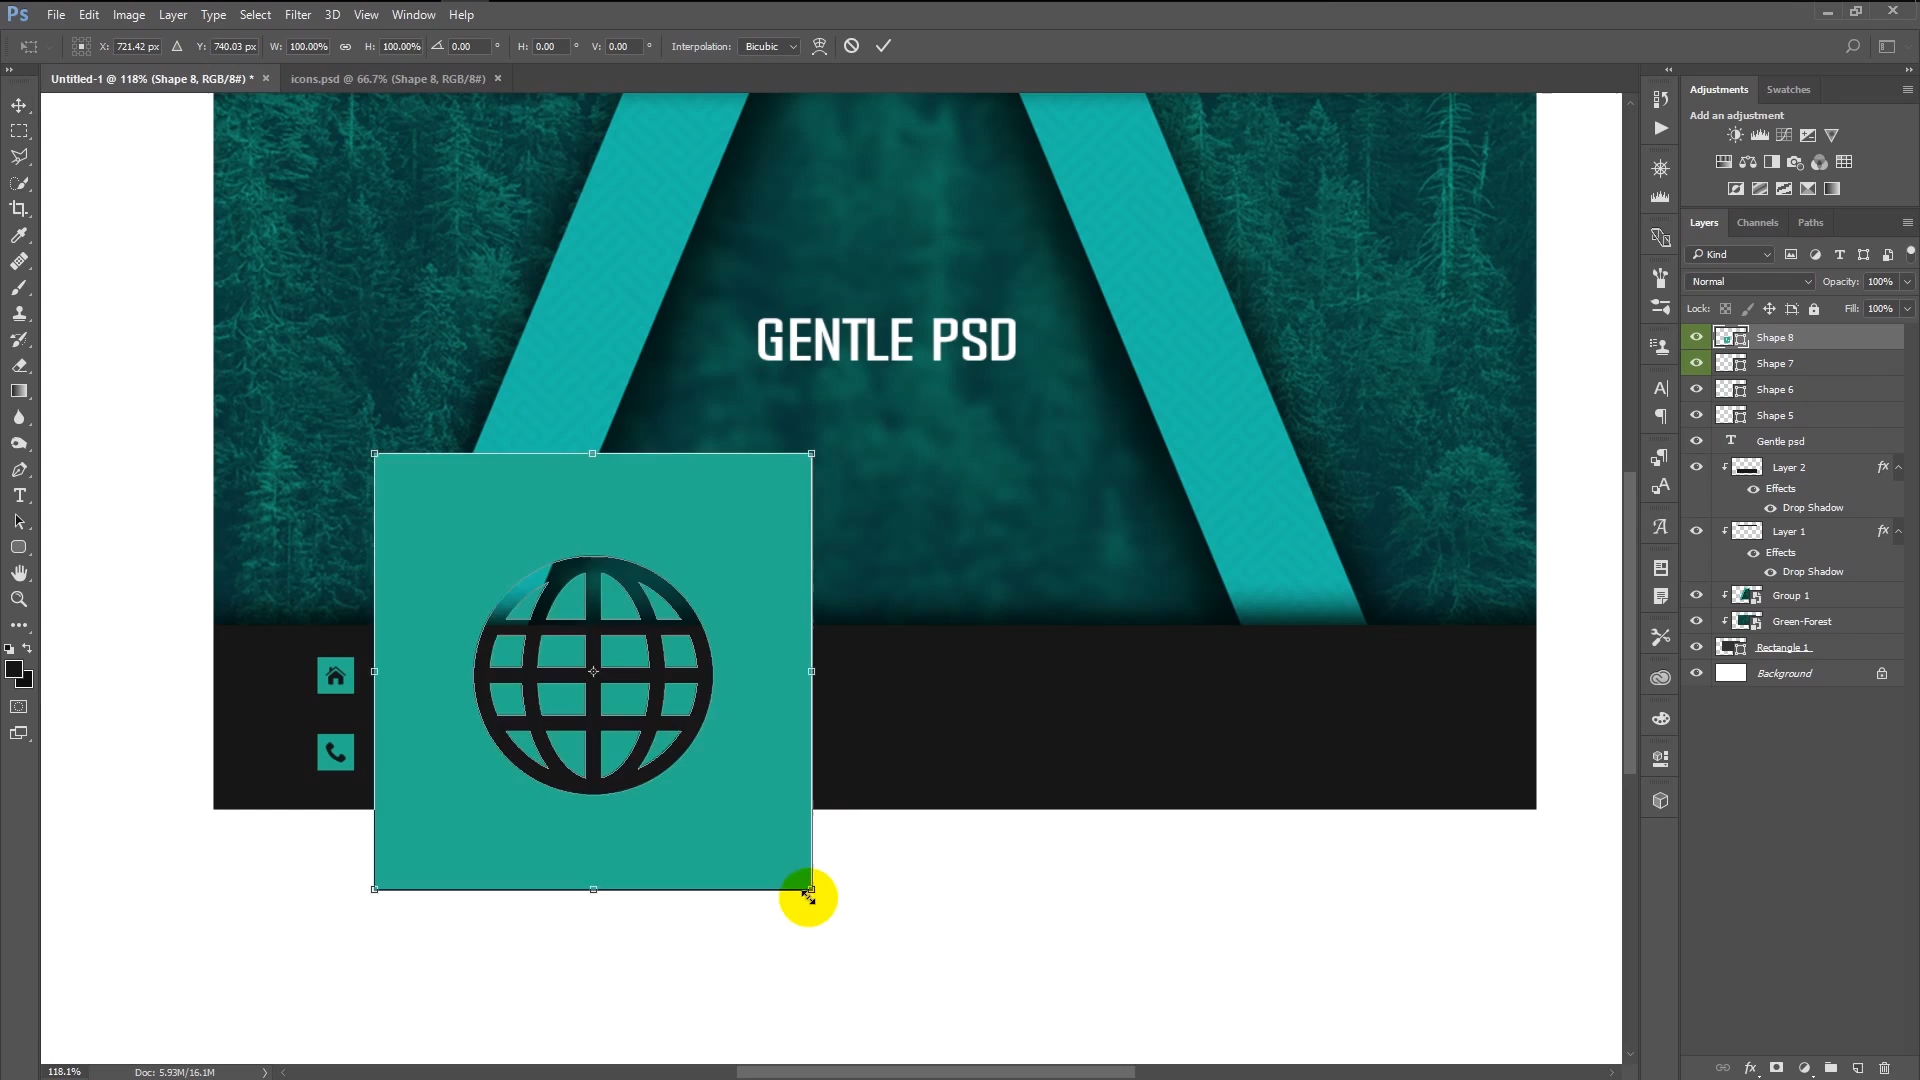 Ps File Edit Image Layer Type Select Filter 3D View Window Help
X: 721.42 px Y: 740.03 px W: 100.00% H: 100.00% 0.00 ° H: 0.00 ° V: 0.00 ° Interpolation: Bicubic
Untitled-1 @ 118% (Shape 8, RGB/8#) * × icons.psd @ 66.7% (Shape 8, RGB/8#) ×
Adjustments Swatches
Add an adjustment
Layers Channels Paths
Kind
Normal Opacity: 100%
Lock: Fill: 100%
Shape 8
Shape 7
Shape 6
Shape 5
Gentle psd
Layer 2 fx
Effects
Drop Shadow
Layer 1 fx
Effects
Drop Shadow
Group 1
Green-Forest
Rectangle 1
Background
GENTLE PSD
118.1% Doc: 5.93M/16.1M